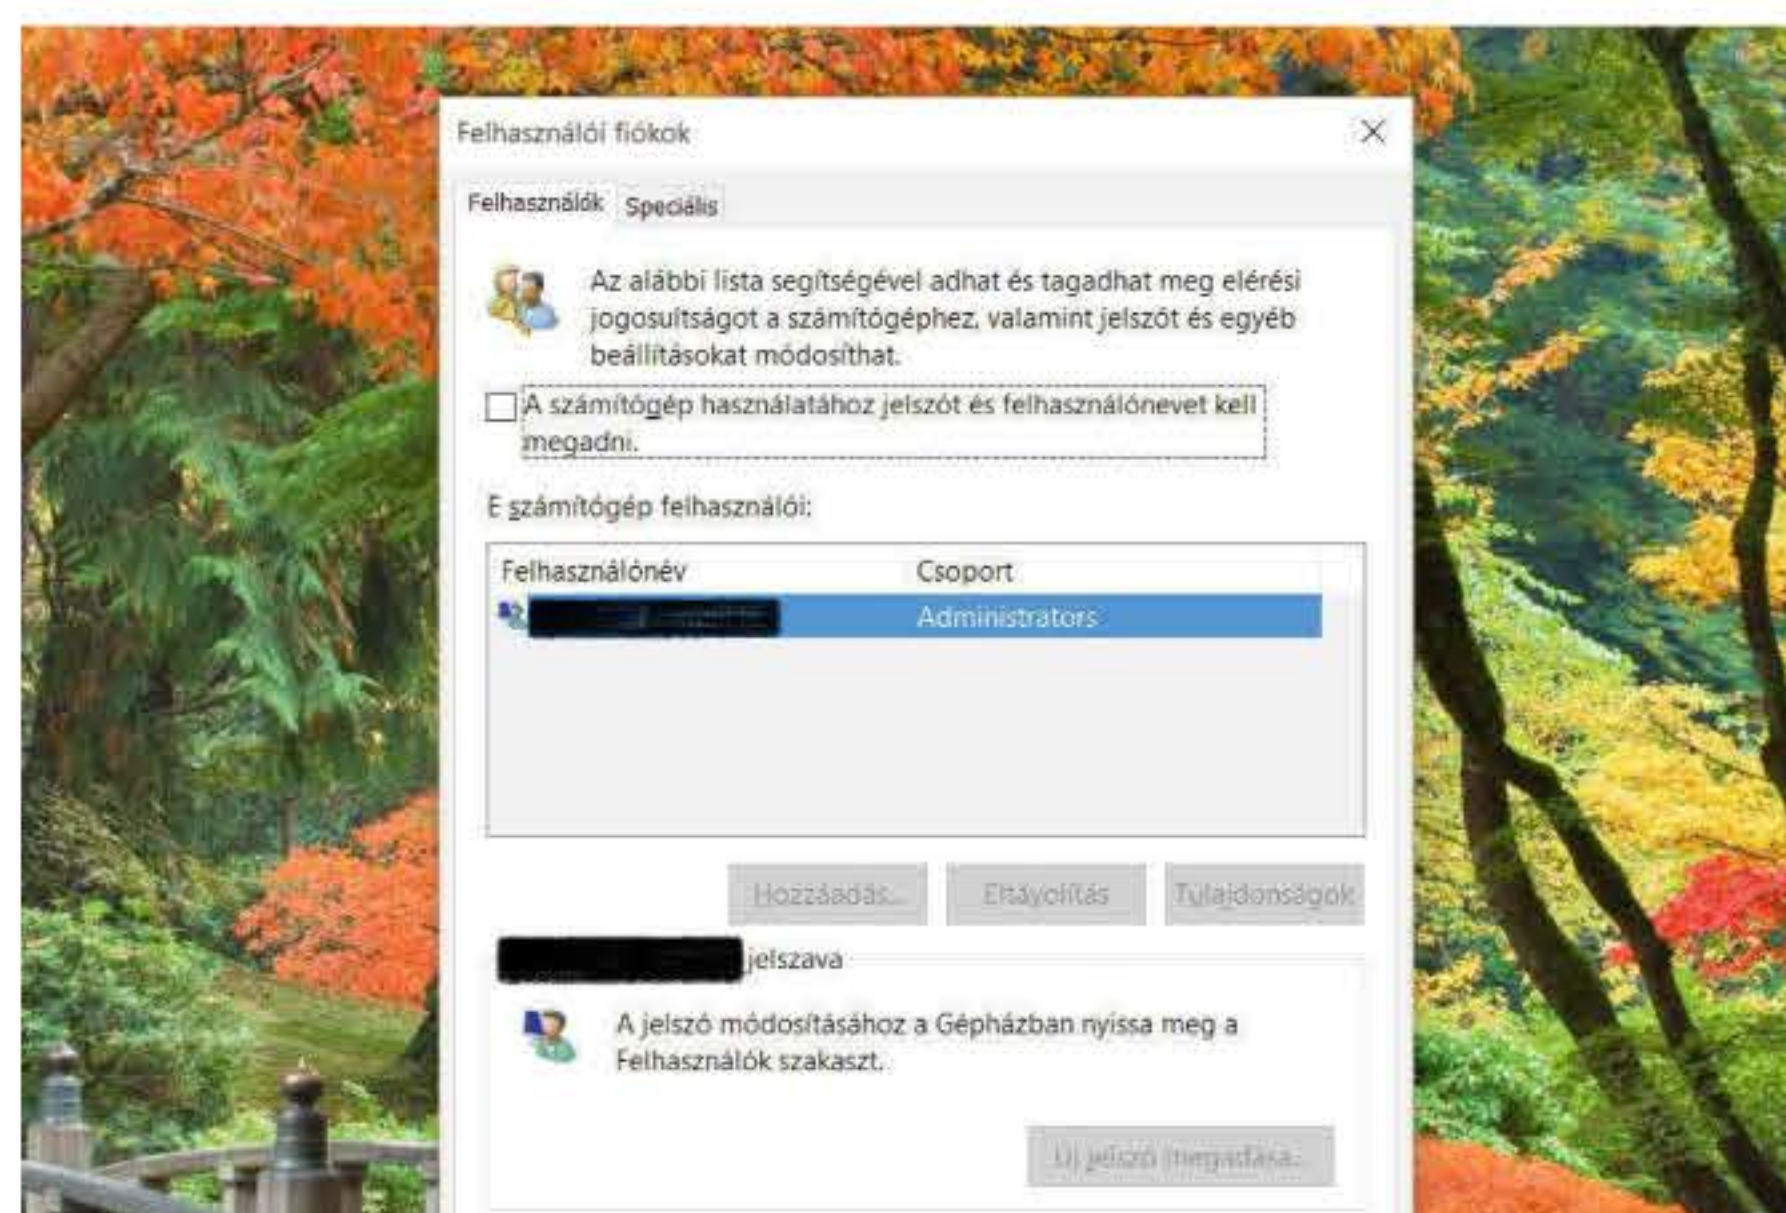 Felhasználói fiókok
Felhasználók
Speciális
Az alábbi lista segítségével adhat és tagadhat meg elérési
jogosultságot a számítógéphez, valamint jelszót és egyéb
beállításokat módosíthat.
A számítógép használatához jelszót és felhasználónevet kell
megadni.
E számítógép felhasználói:
Felhasználónév Csoport
Administrators
Hozzáadás... Eltávolítás Tulajdonságok
jelszava
A jelszó módosításához a Gépházban nyissa meg a
Felhasználók szakaszt.
Új jelszó megadása...